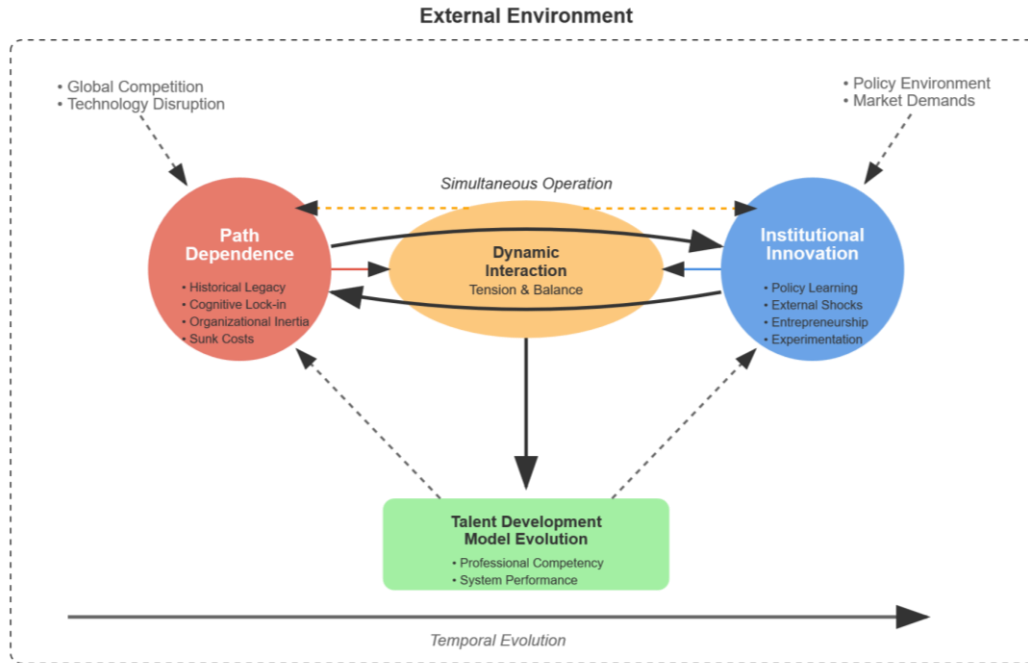 External Environment
• Global Competition
• Technology Disruption
• Policy Environment
• Market Demands
Simultaneous Operation
Path
Dependence
• Historical Legacy
• Cognitive Lock-in
• Organizational Inertia
• Sunk Costs
Dynamic
Interaction
Tension & Balance
Institutional
Innovation
• Policy Learning
• External Shocks
• Entrepreneurship
• Experimentation
Talent Development
Model Evolution
• Professional Competency
• System Performance
Temporal Evolution